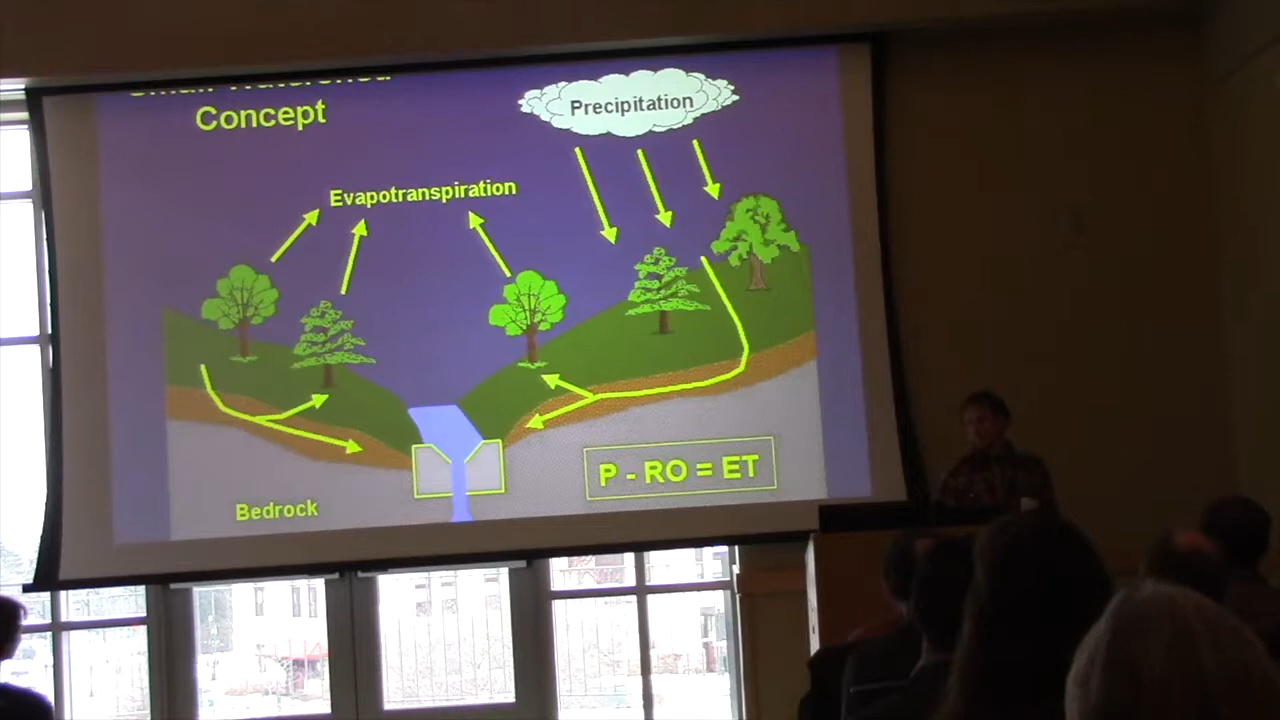 Concept
Precipitation
Evapotranspiration
P - RO = ET
Bedrock